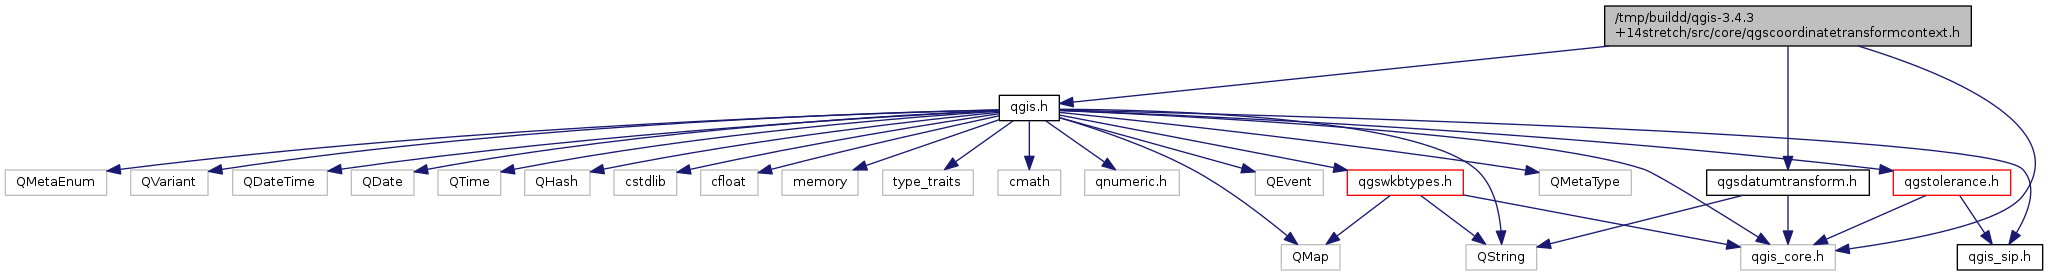 /tmp/buildd/qgis-3.4.3
+14stretch/src/core/qgscoordinatetransformcontext.h
qgis.h
QMetaEnum
QVariant
QDateTime
QDate
QTime
QHash
cstdlib
cfloat
memory
type_traits
cmath
qnumeric.h
QEvent
qgswkbtypes.h
QMetaType
qgsdatumtransform.h
qgstolerance.h
QMap
QString
qgis_core.h
qgis_sip.h